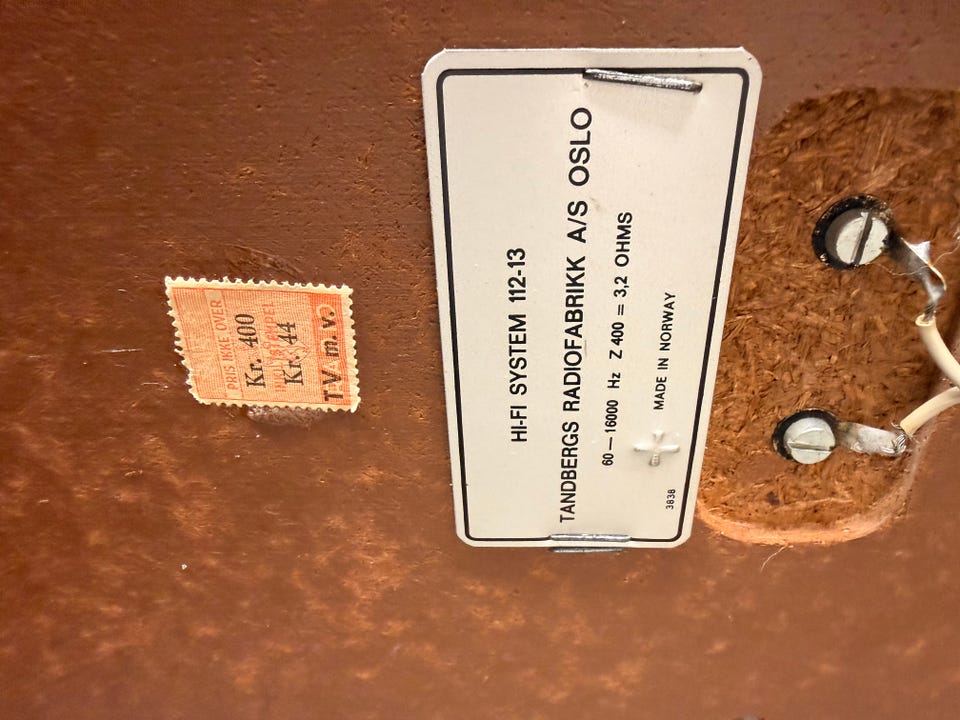 PRIS IKKE OVER
Kr. 400
Kr. 44
T.V. m. v.
HI-FI SYSTEM 112-13
TANDBERGS RADIOFABRIKK A/S OSLO
60—16000 Hz Z 400 = 3,2 OHMS
MADE IN NORWAY
3838